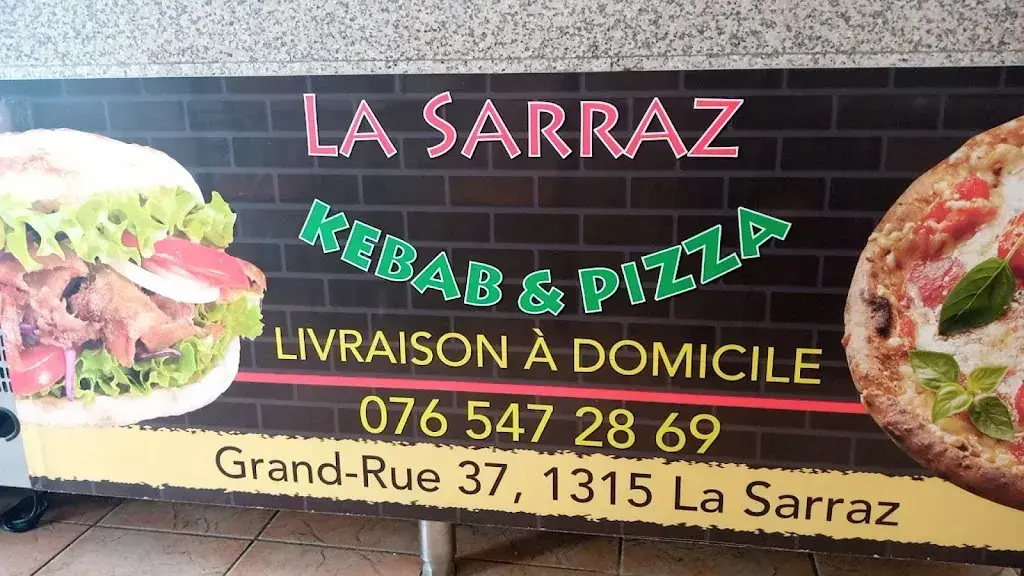 LA SARRAZ
KEBAB & PIZZA
LIVRAISON À DOMICILE
076 547 28 69
Grand-Rue 37, 1315 La Sarraz